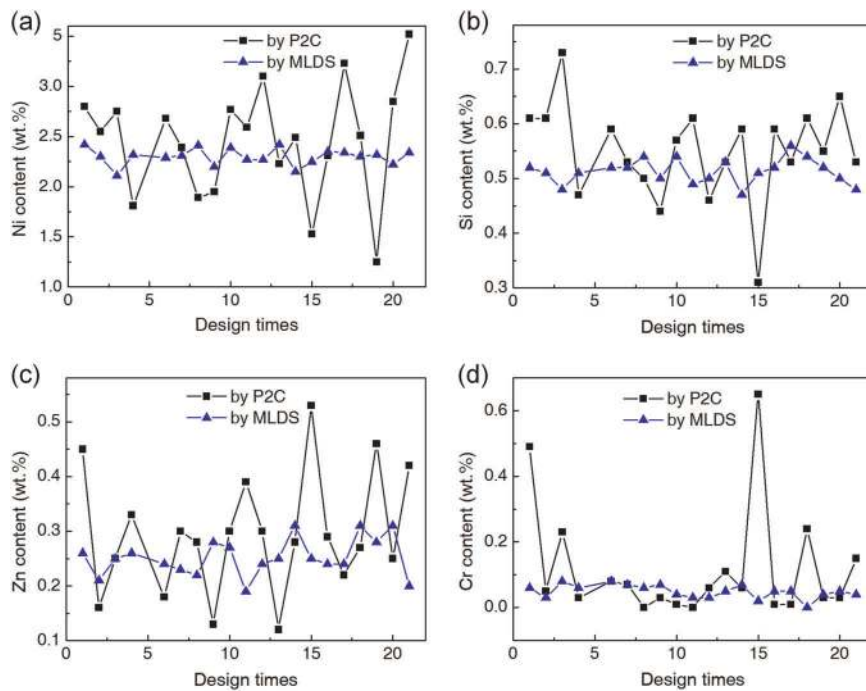 (a)
by P2C
by MLDS
5
3.0
2.5
2.0
1.5
1.0
Ni content (wt.%)
0 5 10 15 20
Design times
(b)
by P2C
by MLDS
0.7
0.6
0.5
0.4
0.3
Si content (wt.%)
0 5 10 15 20
Design times
(c)
by P2C
by MLDS
0.5
0.4
0.3
0.2
0.1
Zn content (wt.%)
0 5 10 15 20
Design times
(d)
by P2C
by MLDS
0.6
0.4
0.2
0.0
Cr content (wt.%)
0 5 10 15 20
Design times